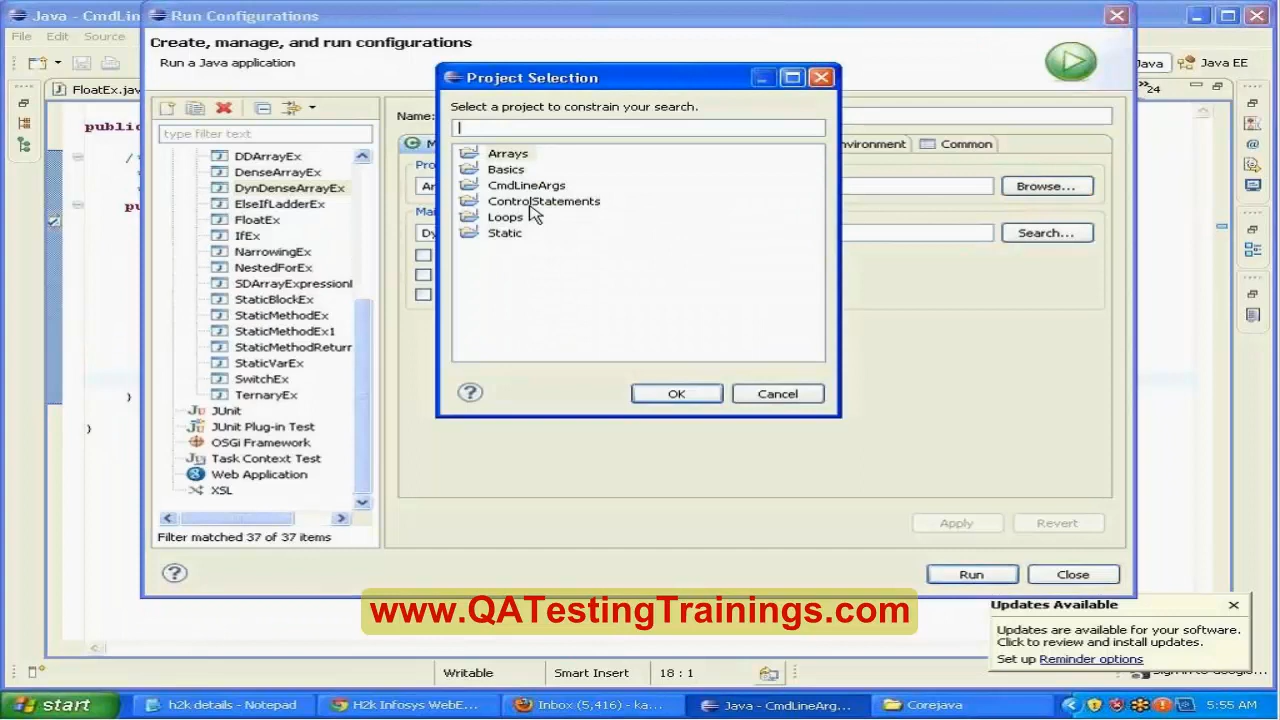 Java - CmdLin
Run Configurations
File Edit Source
Create, manage, and run configurations
Run a Java application
Java
Java EE
FloatEx.jav
24
public
type filter text
DDArrayEx
DenseArrayEx
DynDenseArrayEx
ElseIfLadderEx
FloatEx
IfEx
NarrowingEx
NestedForEx
SDArrayExpressionI
StaticBlockEx
StaticMethodEx
StaticMethodEx1
StaticMethodReturr
StaticVarEx
SwitchEx
TernaryEx
JUnit
JUnit Plug-in Test
OSGi Framework
Task Context Test
Web Application
XSL
Filter matched 37 of 37 items
Name:
Common
Browse...
Search...
Project Selection
Select a project to constrain your search.
Arrays
Basics
CmdLineArgs
ControlStatements
Loops
Static
OK
Cancel
Apply
Revert
Run
Close
www.QATestingTrainings.com
Updates Available
Updates are available for your software.
Click to review and install updates.
Set up Reminder options
Writable
Smart Insert
18 : 1
start
h2k details - Notepad
H2k Infosys WebE...
Inbox (5,416) - ka...
Java - CmdLineArg...
Corejava
5:55 AM